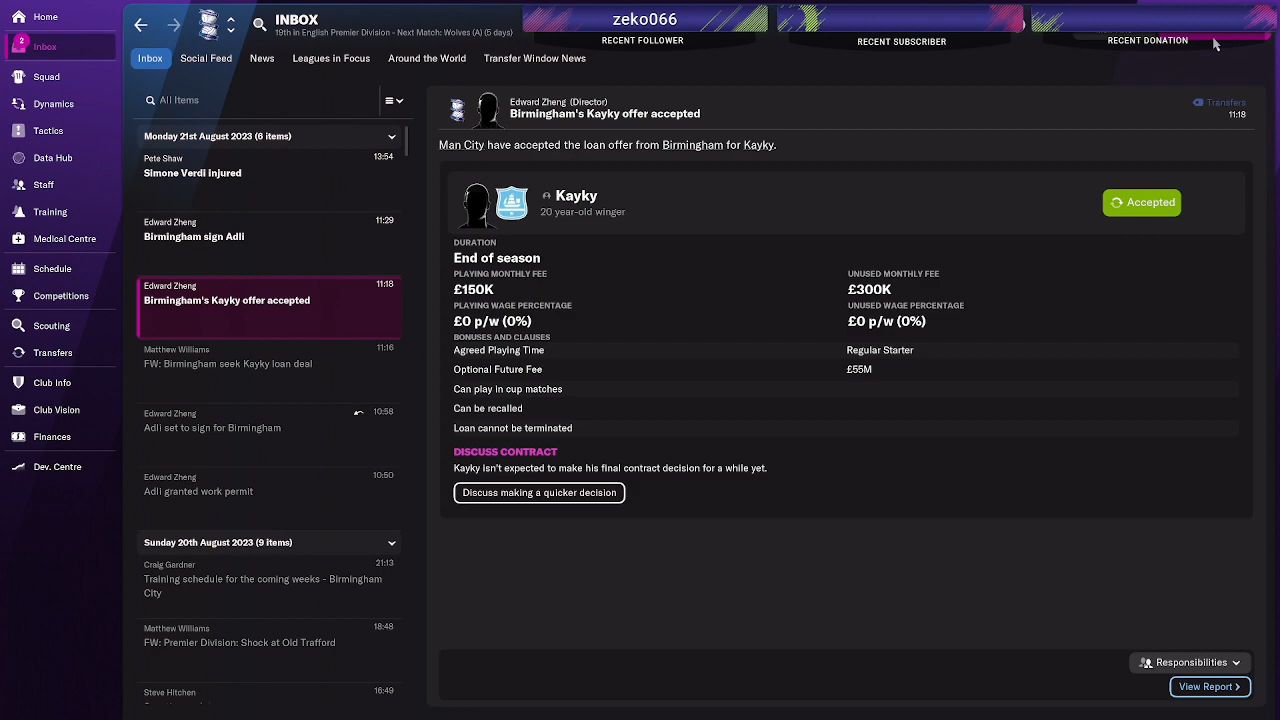 Home
INBOX
19th in English Premier Division - Next Match: Wolves (A) (5 days)
zeko066
RECENT FOLLOWER
RECENT SUBSCRIBER
RECENT DONATION
2
Inbox
Squad
Dynamics
Tactics
Data Hub
Staff
Training
Medical Centre
Schedule
Competitions
Scouting
Transfers
Club Info
Club Vision
Finances
Dev. Centre
Inbox
Social Feed
News
Leagues in Focus
Around the World
Transfer Window News
All Items
Monday 21st August 2023 (6 items)
Pete Shaw
13:54
Simone Verdi injured
Edward Zheng
11:29
Birmingham sign Adli
Edward Zheng
11:18
Birmingham's Kayky offer accepted
Matthew Williams
11:16
FW: Birmingham seek Kayky loan deal
Edward Zheng
10:58
Adli set to sign for Birmingham
Edward Zheng
10:50
Adli granted work permit
Sunday 20th August 2023 (9 items)
Craig Gardner
21:13
Training schedule for the coming weeks - Birmingham
City
Matthew Williams
18:48
FW: Premier Division: Shock at Old Trafford
Steve Hitchen
16:49
Edward Zheng (Director)
Birmingham's Kayky offer accepted
Transfers
11:18
Man City have accepted the loan offer from Birmingham for Kayky.
Kayky
20 year-old winger
Accepted
DURATION
End of season
PLAYING MONTHLY FEE
UNUSED MONTHLY FEE
£150K
£300K
PLAYING WAGE PERCENTAGE
UNUSED WAGE PERCENTAGE
£0 p/w (0%)
£0 p/w (0%)
BONUSES AND CLAUSES
Agreed Playing Time
Regular Starter
Optional Future Fee
£55M
Can play in cup matches
Can be recalled
Loan cannot be terminated
DISCUSS CONTRACT
Kayky isn't expected to make his final contract decision for a while yet.
Discuss making a quicker decision
Responsibilities
View Report